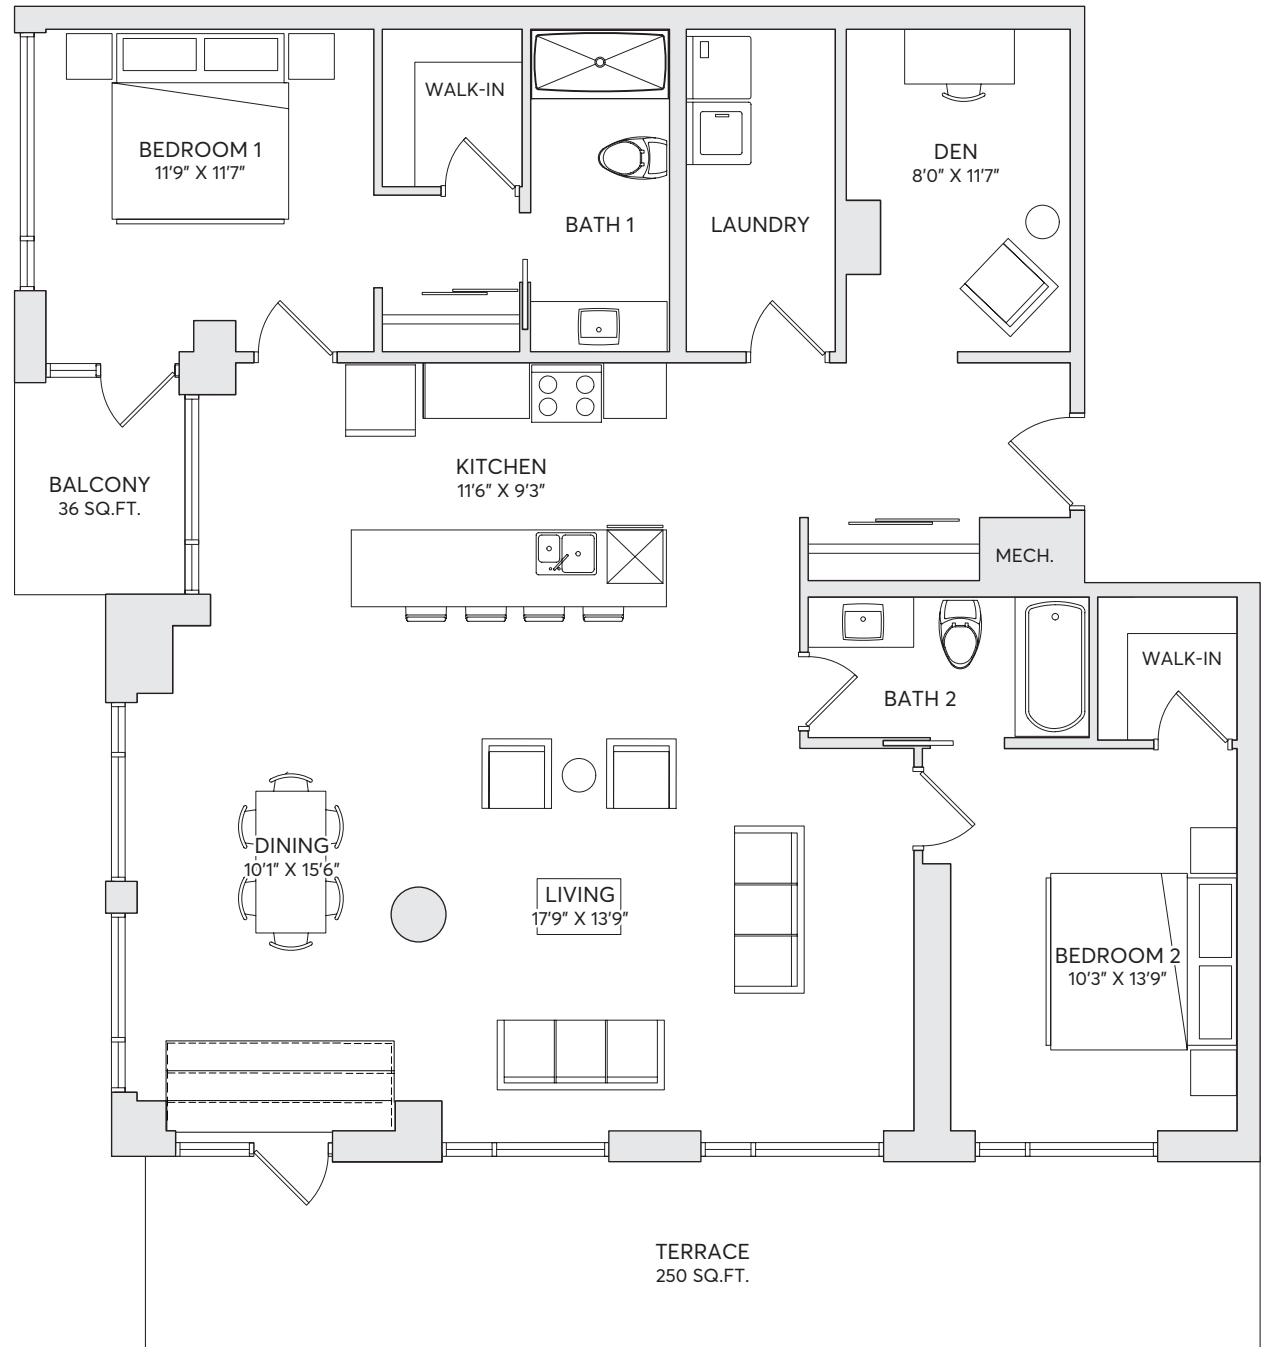 WALK-IN
BEDROOM 1
11'9" X 11'7"
DEN
8'0" X 11'7"
BATH 1
LAUNDRY
KITCHEN
11'6" X 9'3"
BALCONY
36 SQ.FT.
MECH.
WALK-IN
BATH 2
DINING
10'1" X 15'6"
LIVING
17'9" X 13'9"
BEDROOM 2
10'3" X 13'9"
TERRACE
250 SQ.FT.